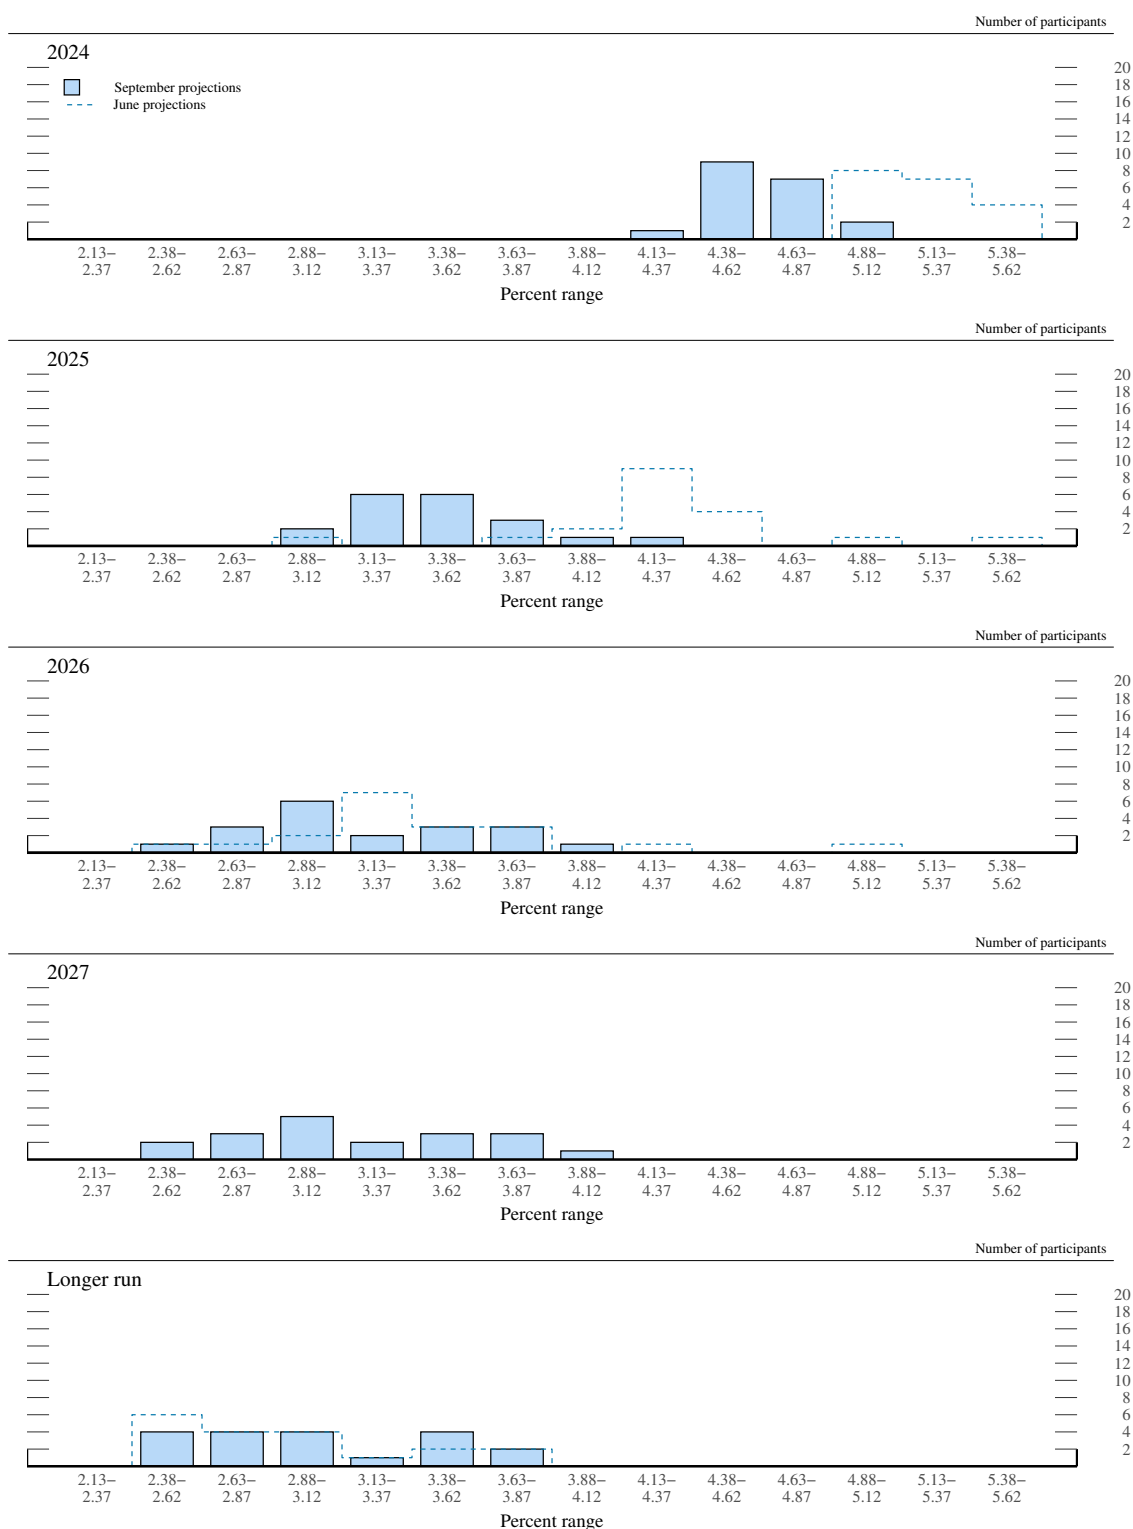 Number of participants
2024
September projections
June projections
20
18
16
14
12
10
8
6
4
2
2.13– 2.38– 2.63– 2.88– 3.13– 3.38– 3.63– 3.88– 4.13– 4.38– 4.63– 4.88– 5.13– 5.38–
2.37 2.62 2.87 3.12 3.37 3.62 3.87 4.12 4.37 4.62 4.87 5.12 5.37 5.62
Percent range
Number of participants
2025
20
18
16
14
12
10
8
6
4
2
2.13– 2.38– 2.63– 2.88– 3.13– 3.38– 3.63– 3.88– 4.13– 4.38– 4.63– 4.88– 5.13– 5.38–
2.37 2.62 2.87 3.12 3.37 3.62 3.87 4.12 4.37 4.62 4.87 5.12 5.37 5.62
Percent range
Number of participants
2026
20
18
16
14
12
10
8
6
4
2
2.13– 2.38– 2.63– 2.88– 3.13– 3.38– 3.63– 3.88– 4.13– 4.38– 4.63– 4.88– 5.13– 5.38–
2.37 2.62 2.87 3.12 3.37 3.62 3.87 4.12 4.37 4.62 4.87 5.12 5.37 5.62
Percent range
Number of participants
2027
20
18
16
14
12
10
8
6
4
2
2.13– 2.38– 2.63– 2.88– 3.13– 3.38– 3.63– 3.88– 4.13– 4.38– 4.63– 4.88– 5.13– 5.38–
2.37 2.62 2.87 3.12 3.37 3.62 3.87 4.12 4.37 4.62 4.87 5.12 5.37 5.62
Percent range
Number of participants
Longer run
20
18
16
14
12
10
8
6
4
2
2.13– 2.38– 2.63– 2.88– 3.13– 3.38– 3.63– 3.88– 4.13– 4.38– 4.63– 4.88– 5.13– 5.38–
2.37 2.62 2.87 3.12 3.37 3.62 3.87 4.12 4.37 4.62 4.87 5.12 5.37 5.62
Percent range